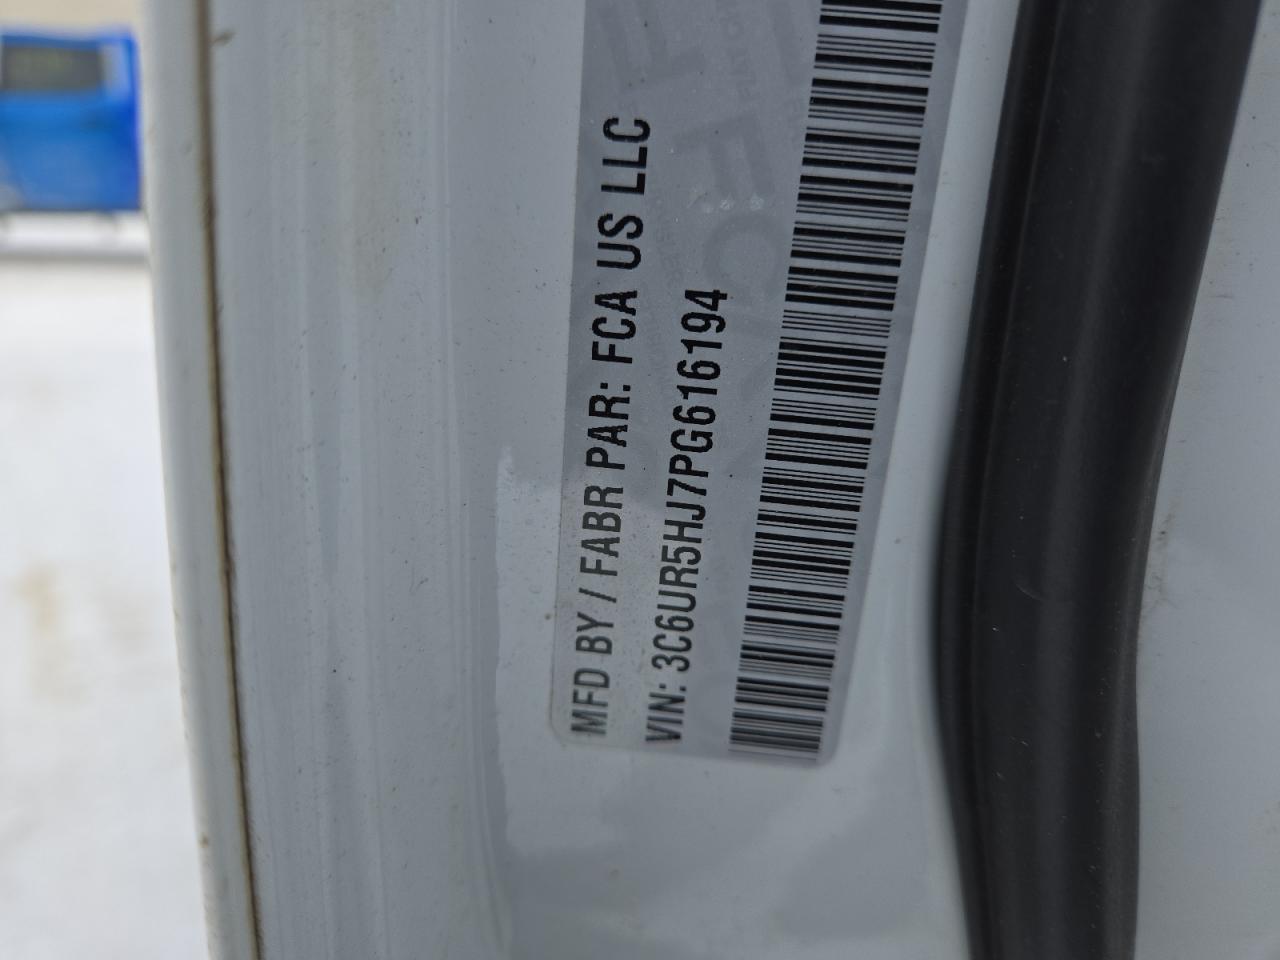 MFD BY / FABR PAR: FCA US LLC
VIN: 3C6UR5HJ7PG616194